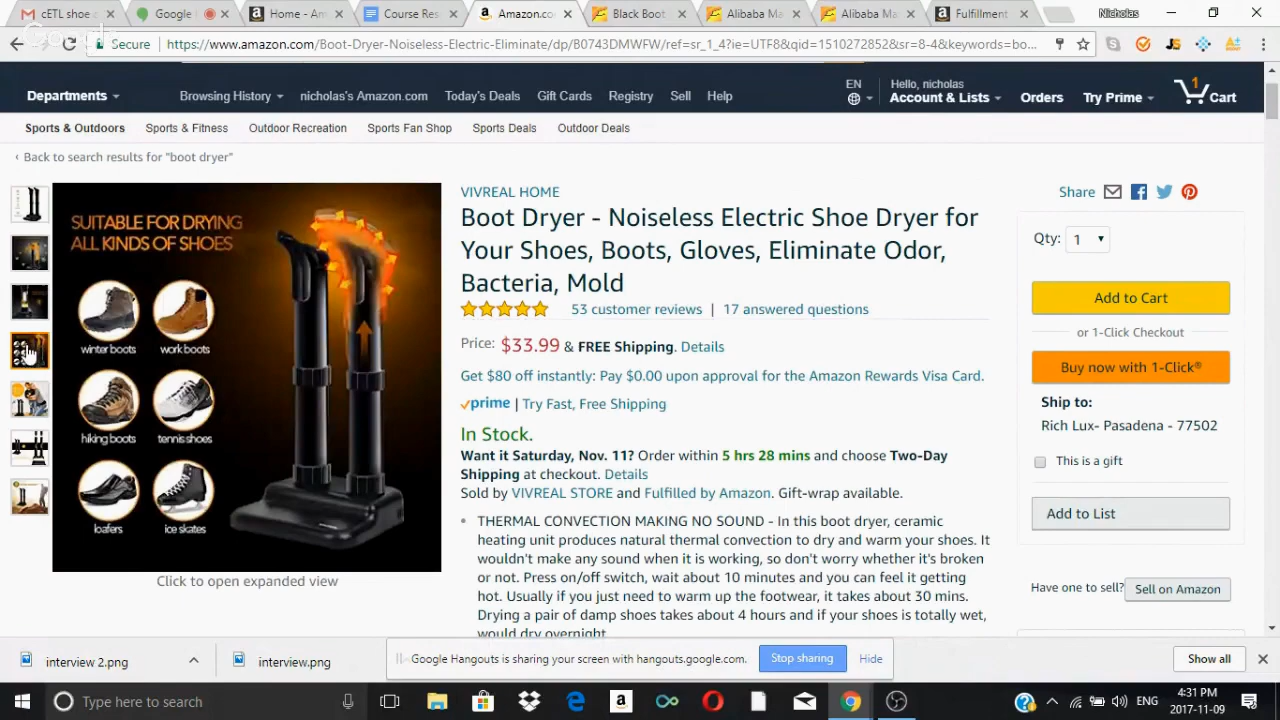 cETL shoe
Google
Home - Am
Course Res
Amazon.co
Black Boot
Alibaba Ma
Alibaba Ma
Fulfillment
Nicholas
Secure https://www.amazon.com/Boot-Dryer-Noiseless-Electric-Eliminate/dp/B0743DMWFW/ref=sr_1_4?ie=UTF8&qid=1510272852&sr=8-4&keywords=bo...
Departments
Browsing History
nicholas's Amazon.com
Today's Deals
Gift Cards
Registry
Sell
Help
EN
Hello, nicholas
Account & Lists
Orders
Try Prime
1
Cart
Sports & Outdoors
Sports & Fitness
Outdoor Recreation
Sports Fan Shop
Sports Deals
Outdoor Deals
‹ Back to search results for "boot dryer"
SUITABLE FOR DRYING
ALL KINDS OF SHOES
winter boots
work boots
hiking boots
tennis shoes
loafers
ice skates
Click to open expanded view
VIVREAL HOME
Boot Dryer - Noiseless Electric Shoe Dryer for
Your Shoes, Boots, Gloves, Eliminate Odor,
Bacteria, Mold
53 customer reviews | 17 answered questions
Price: $33.99 & FREE Shipping. Details
Get $80 off instantly: Pay $0.00 upon approval for the Amazon Rewards Visa Card.
prime | Try Fast, Free Shipping
In Stock.
Want it Saturday, Nov. 11? Order within 5 hrs 28 mins and choose Two-Day
Shipping at checkout. Details
Sold by VIVREAL STORE and Fulfilled by Amazon. Gift-wrap available.
• THERMAL CONVECTION MAKING NO SOUND - In this boot dryer, ceramic
heating unit produces natural thermal convection to dry and warm your shoes. It
wouldn't make any sound when it is working, so don't worry whether it's broken
or not. Press on/off switch, wait about 10 minutes and you can feel it getting
hot. Usually if you just need to warm up the footwear, it takes about 30 mins.
Drying a pair of damp shoes takes about 4 hours and if your shoes is totally wet,
would dry overnight
Share
Qty: 1
Add to Cart
or 1-Click Checkout
Buy now with 1-Click®
Ship to:
Rich Lux- Pasadena - 77502
This is a gift
Add to List
Have one to sell? Sell on Amazon
interview 2.png
interview.png
Google Hangouts is sharing your screen with hangouts.google.com.
Stop sharing
Hide
Show all
Type here to search
ENG
4:31 PM
2017-11-09